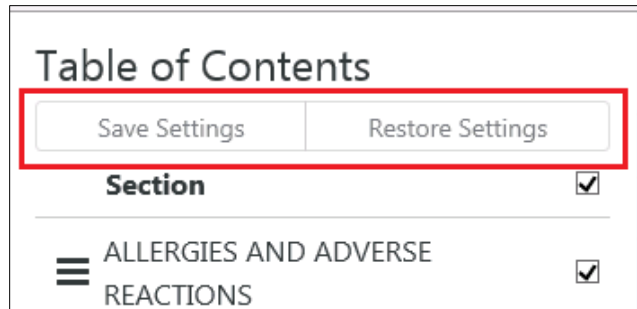 Table of Contents
Save Settings Restore Settings
Section
ALLERGIES AND ADVERSE
REACTIONS